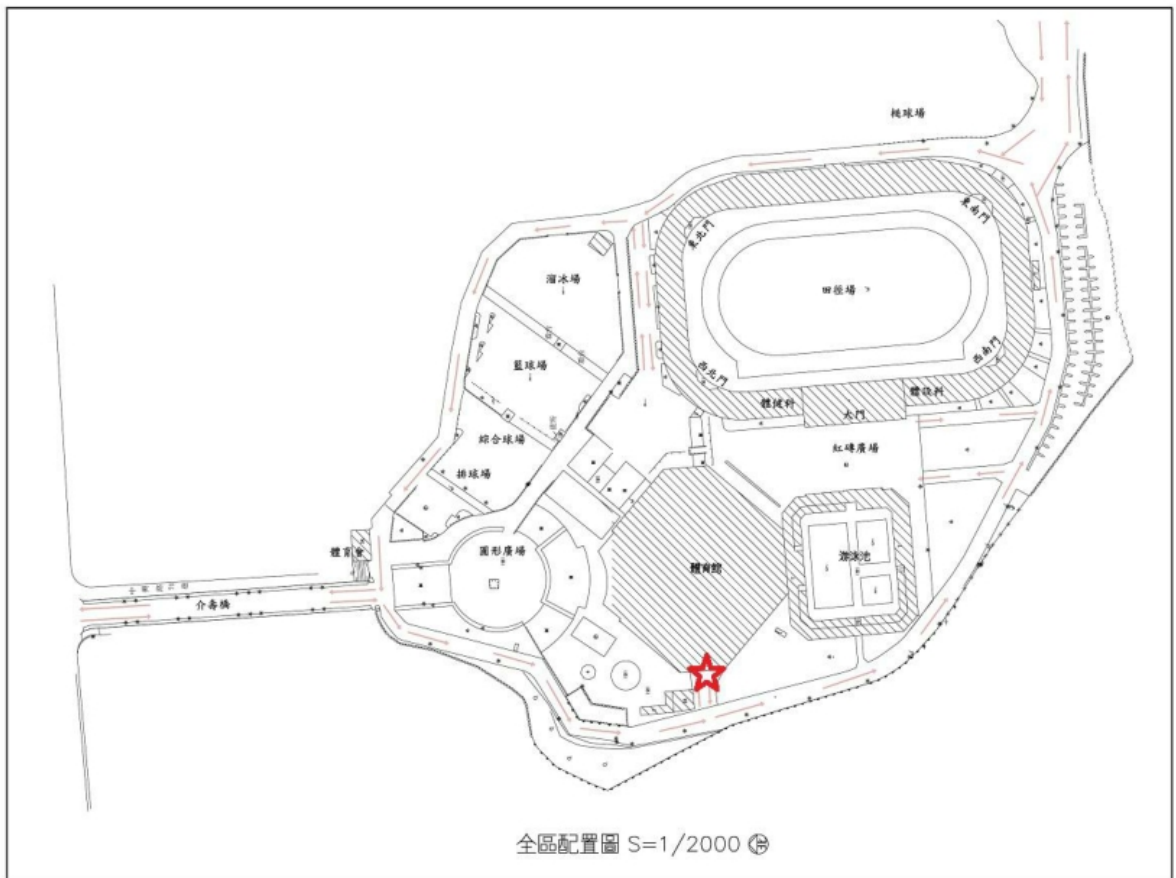 槌球場
東南門
東北門
溜冰場
田徑場
籃球場
西南門
西北門
體設科
體健科
大門
綜合球場
紅磚廣場
排球場
體育會
圓形廣場
游泳池
體育館
介壽橋
全區配置圖 S=1/2000